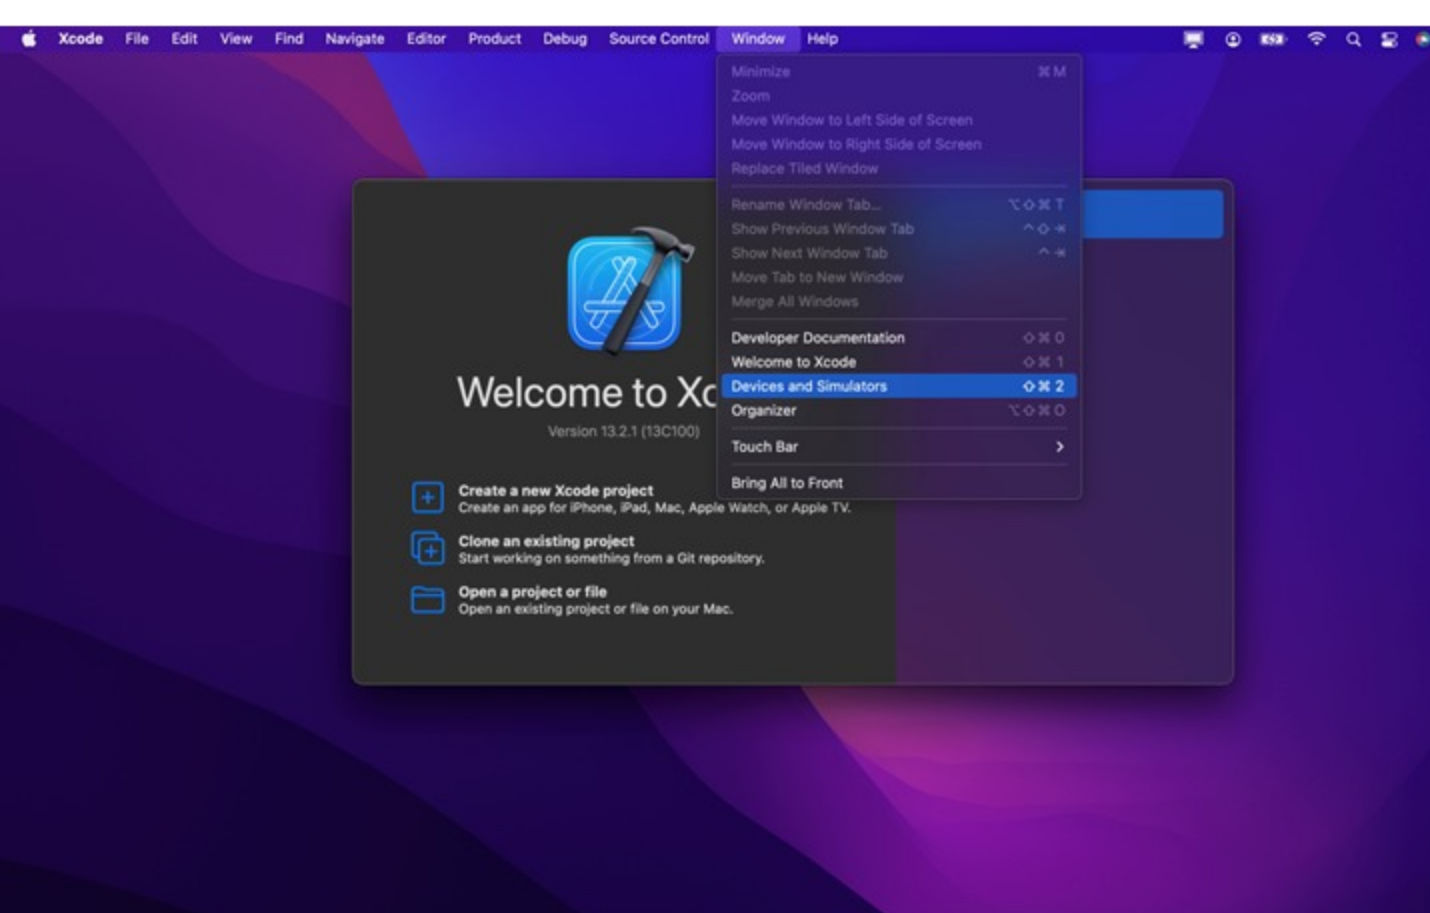 Xcode File Edit View Find Navigate Editor Product Debug Source Control Window Help
Minimize ⌘ M
Zoom
Move Window to Left Side of Screen
Move Window to Right Side of Screen
Replace Tiled Window
Rename Window Tab... ⌥⇧⌘ T
Show Previous Window Tab ^⇧⇥
Show Next Window Tab ^⇥
Move Tab to New Window
Merge All Windows
Developer Documentation ⇧⌘ 0
Welcome to Xcode ⇧⌘ 1
Devices and Simulators ⇧⌘ 2
Organizer ⌥⇧⌘ O
Touch Bar >
Bring All to Front
Welcome to Xc
Version 13.2.1 (13C100)
Create a new Xcode project
Create an app for iPhone, iPad, Mac, Apple Watch, or Apple TV.
Clone an existing project
Start working on something from a Git repository.
Open a project or file
Open an existing project or file on your Mac.